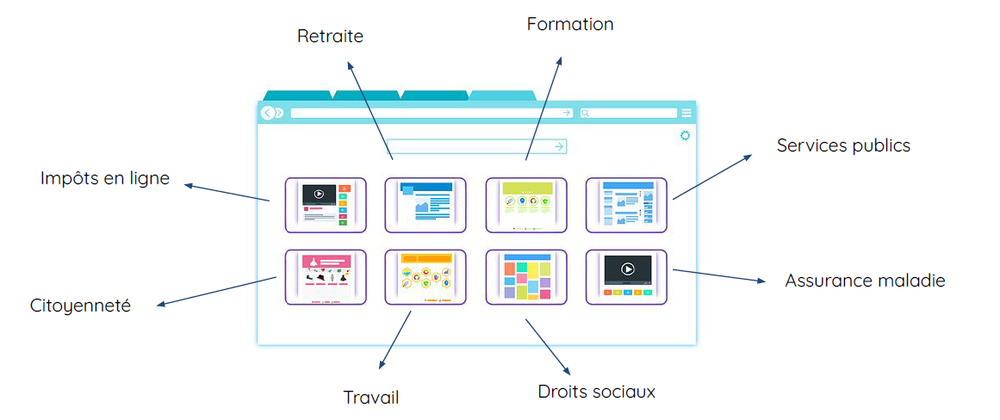 Formation
Retraite
Services publics
Impôts en ligne
Assurance maladie
Citoyenneté
Droits sociaux
Travail